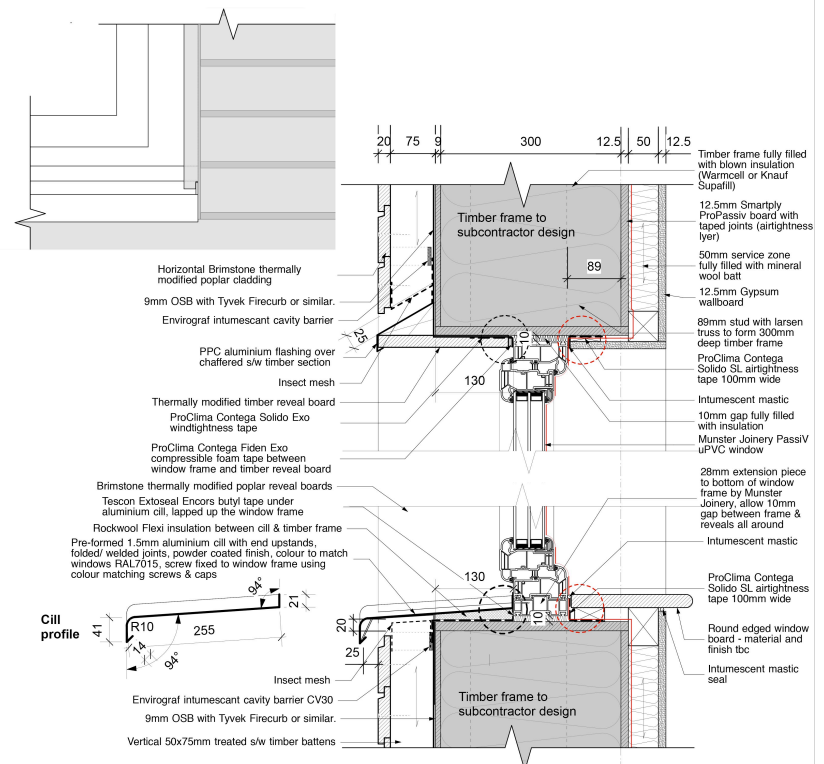 20 75 9 300 12.5 50 12.5
Timber frame fully filled
with blown insulation
(Warmcell or Knauf
Supafill)
12.5mm Smartply
ProPassiv board with
taped joints (airtightness
lyer)
50mm service zone
fully filled with mineral
wool batt
12.5mm Gypsum
wallboard
89mm stud with larsen
truss to form 300mm
deep timber frame
ProClima Contega
Solido SL airtightness
tape 100mm wide
Intumescent mastic
10mm gap fully filled
with insulation
Munster Joinery PassiV
uPVC window
Timber frame to
subcontractor design
89
10
25
130
Horizontal Brimstone thermally
modified poplar cladding
9mm OSB with Tyvek Firecurb or similar.
Envirograf intumescent cavity barrier
PPC aluminium flashing over
chaffered s/w timber section
Insect mesh
Thermally modified timber reveal board
ProClima Contega Solido Exo
windtightness tape
ProClima Contega Fiden Exo
compressible foam tape between
window frame and timber reveal board
Brimstone thermally modified poplar reveal boards
Tescon Extoseal Encors butyl tape under
aluminium cill, lapped up the window frame
Rockwool Flexi insulation between cill & timber frame
Pre-formed 1.5mm aluminium cill with end upstands,
folded/ welded joints, powder coated finish, colour to match
windows RAL7015, screw fixed to window frame using
colour matching screws & caps
28mm extension piece
to bottom of window
frame by Munster
Joinery, allow 10mm
gap between frame &
reveals all around
Intumescent mastic
ProClima Contega
Solido SL airtightness
tape 100mm wide
Round edged window
board - material and
finish tbc
Intumescent mastic
seal
130
10
20
25
Cill
profile
94°
21
41
R10
255
14
94°
Insect mesh
Envirograf intumescent cavity barrier CV30
9mm OSB with Tyvek Firecurb or similar.
Vertical 50x75mm treated s/w timber battens
Timber frame to
subcontractor design